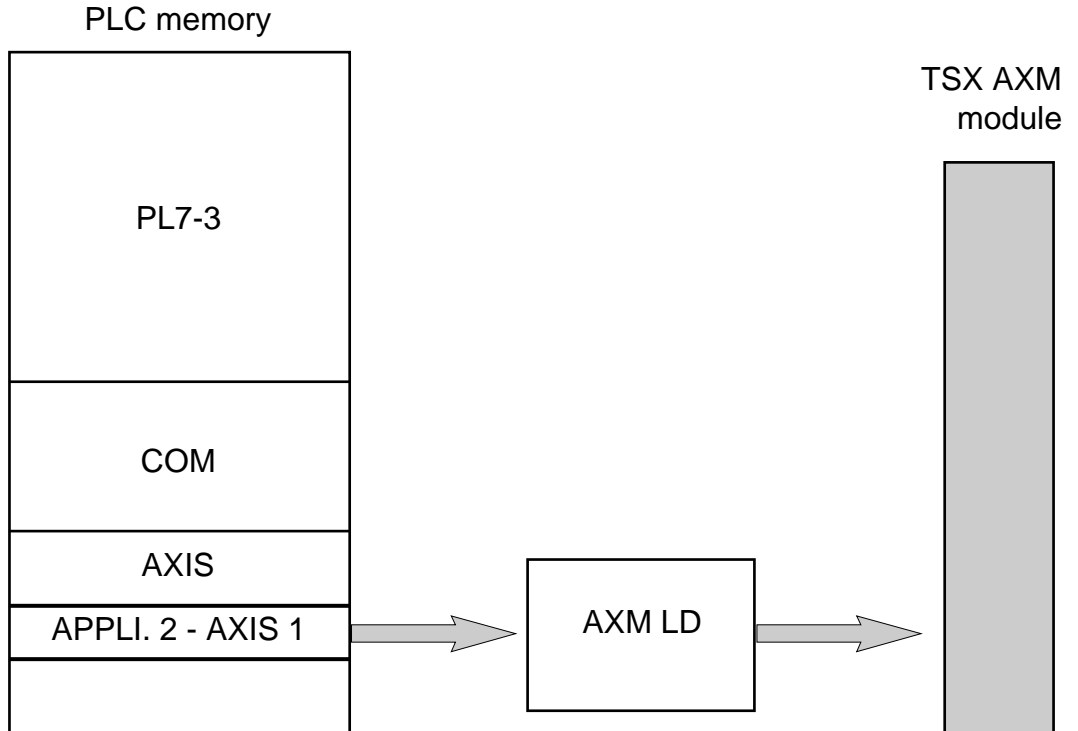 PLC memory
TSX AXM
module
PL7-3
COM
AXIS
APPLI. 2 - AXIS 1
AXM LD